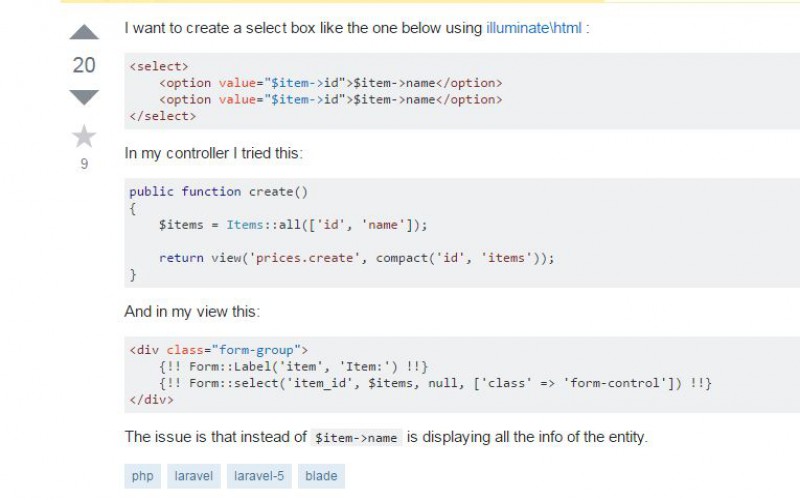 I want to create a select box like the one below using illuminate\html :
20
<select>
<option value="$item->id">$item->name</option>
<option value="$item->id">$item->name</option>
</select>
9
In my controller I tried this:
public function create()
{
$items = Items::all(['id', 'name']);
return view('prices.create', compact('id', 'items'));
}
And in my view this:
<div class="form-group">
{!! Form::Label('item', 'Item:') !!}
{!! Form::select('item_id', $items, null, ['class' => 'form-control']) !!}
</div>
The issue is that instead of $item->name is displaying all the info of the entity.
php laravel laravel-5 blade